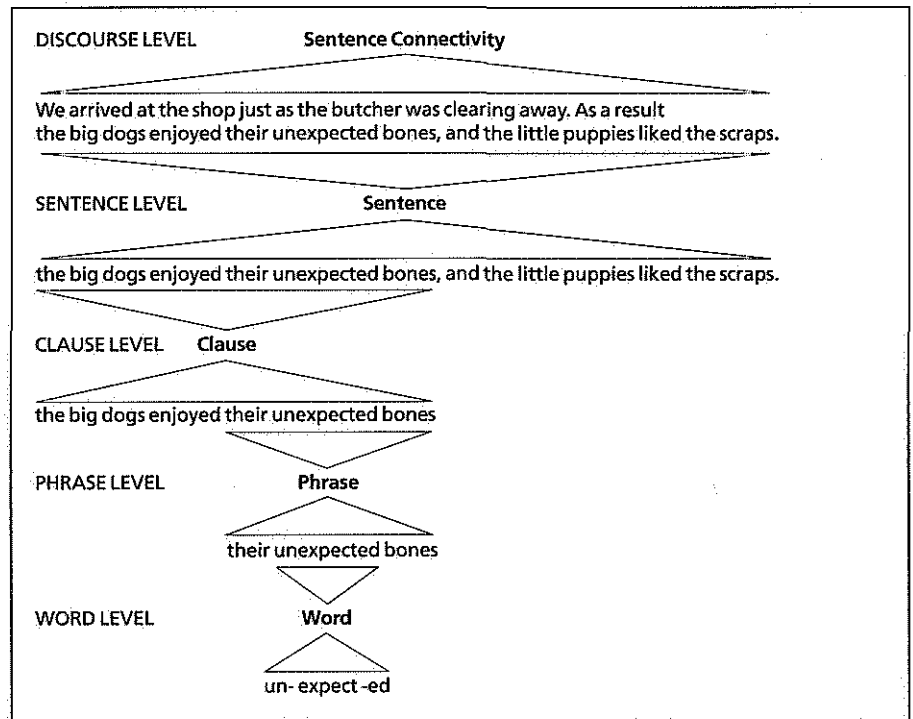 DISCOURSE LEVEL Sentence Connectivity
We arrived at the shop just as the butcher was clearing away. As a result
the big dogs enjoyed their unexpected bones, and the little puppies liked the scraps.
SENTENCE LEVEL Sentence
the big dogs enjoyed their unexpected bones, and the little puppies liked the scraps.
CLAUSE LEVEL Clause
the big dogs enjoyed their unexpected bones
PHRASE LEVEL Phrase
their unexpected bones
WORD LEVEL Word
un- expect -ed